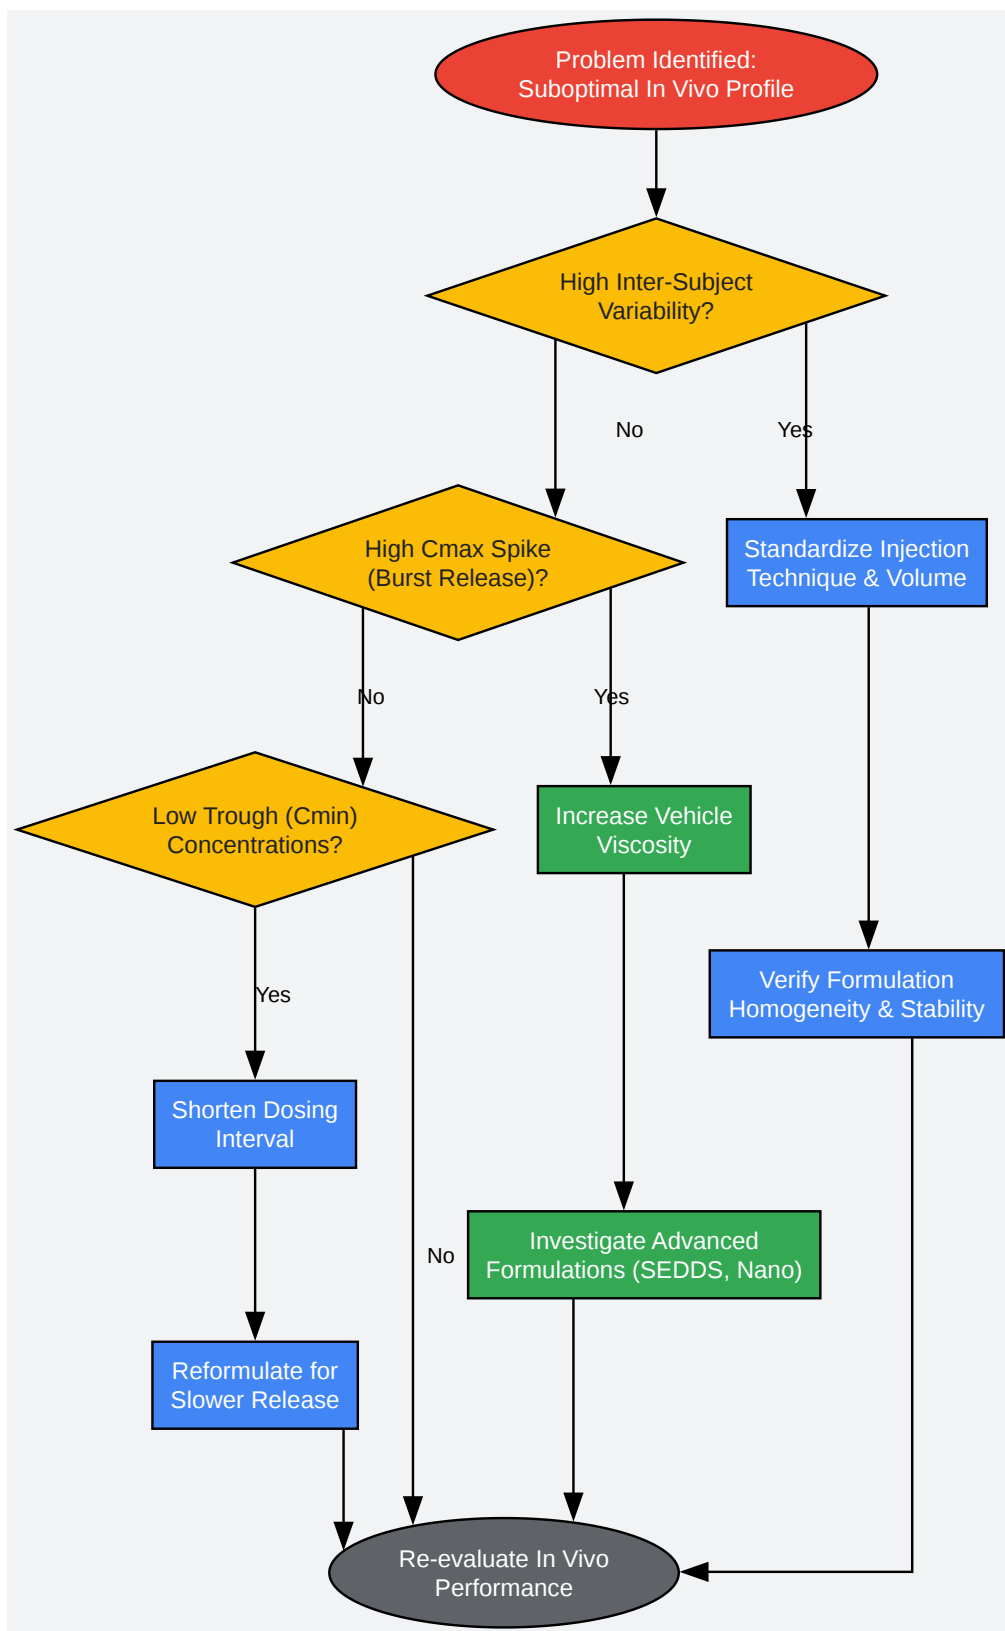 Problem Identified:
Suboptimal In Vivo Profile
High Inter-Subject
Variability?
No
Yes
High Cmax Spike
(Burst Release)?
Standardize Injection
Technique & Volume
No
Yes
Low Trough (Cmin)
Concentrations?
Increase Vehicle
Viscosity
Yes
Verify Formulation
Homogeneity & Stability
Shorten Dosing
Interval
No
Investigate Advanced
Formulations (SEDDS, Nano)
Reformulate for
Slower Release
Re-evaluate In Vivo
Performance